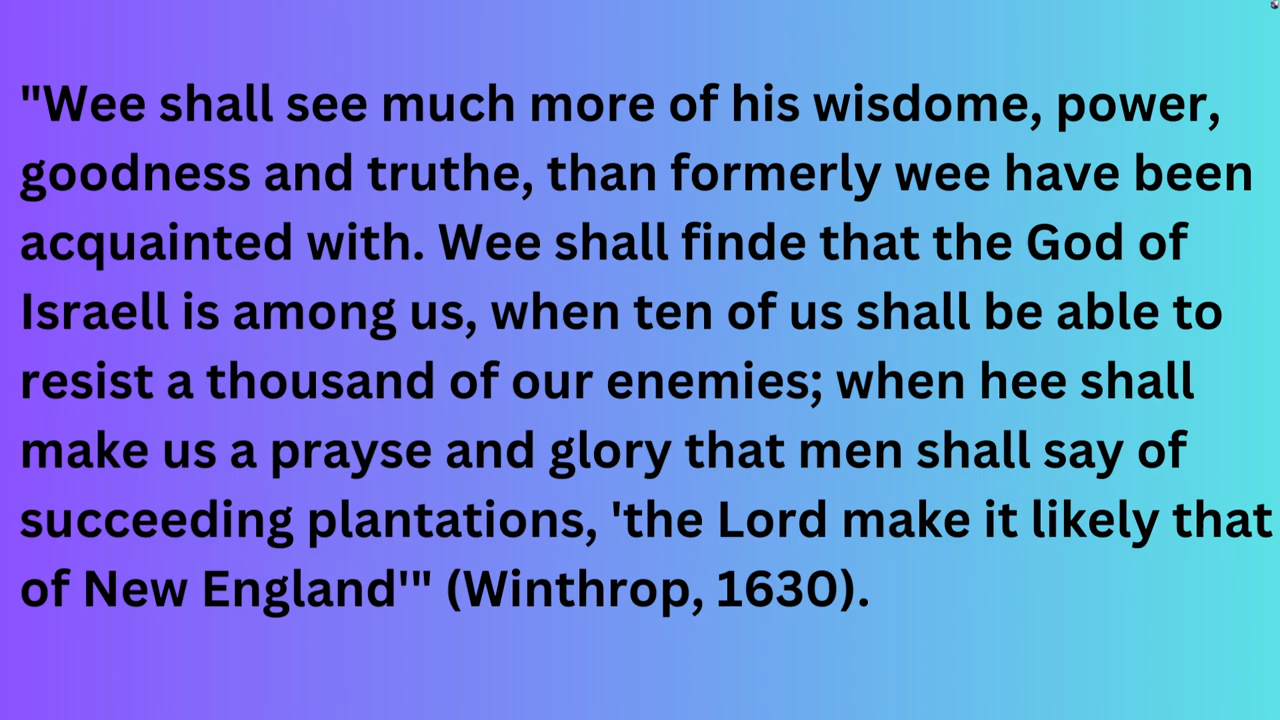 "Wee shall see much more of his wisdome, power,
goodness and truthe, than formerly wee have been
acquainted with. Wee shall finde that the God of
Israell is among us, when ten of us shall be able to
resist a thousand of our enemies; when hee shall
make us a prayse and glory that men shall say of
succeeding plantations, 'the Lord make it likely that
of New England'" (Winthrop, 1630).